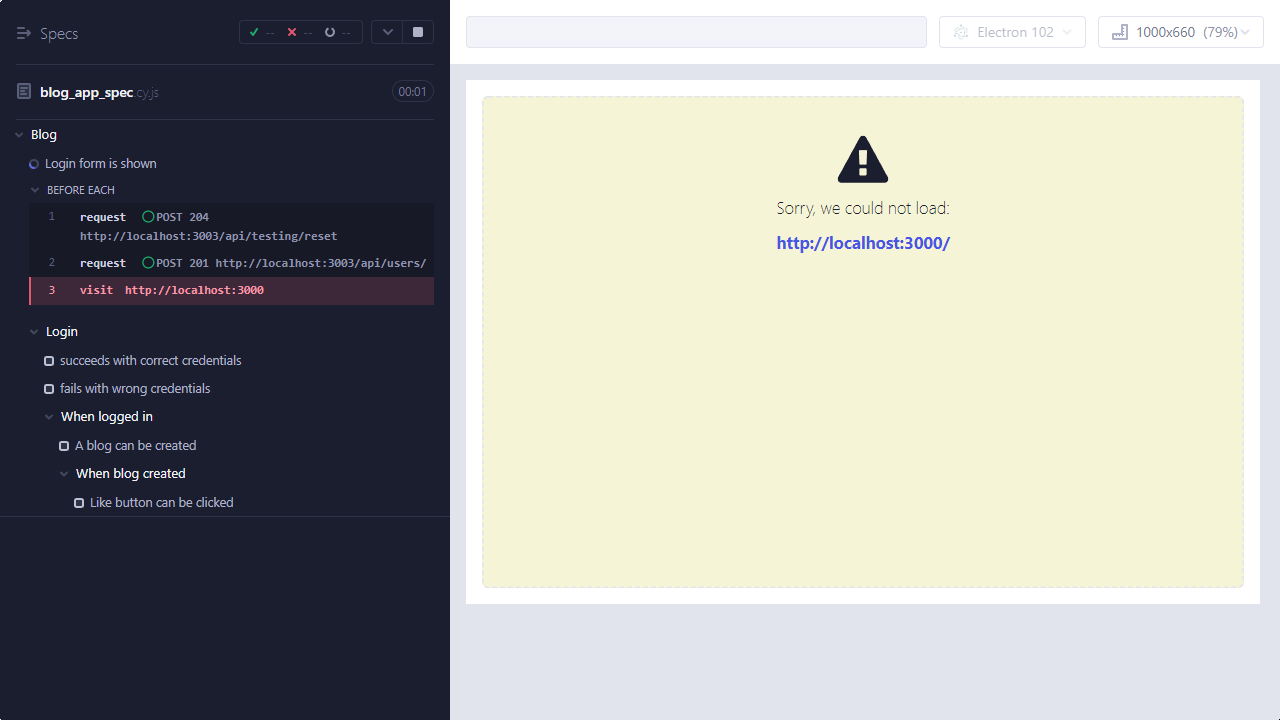 Specs -- -- --
blog_app_spec.cy.js 00:01
Blog
Login form is shown
BEFORE EACH
1 request POST 204
http://localhost:3003/api/testing/reset
2 request POST 201 http://localhost:3003/api/users/
3 visit http://localhost:3000
Login
succeeds with correct credentials
fails with wrong credentials
When logged in
A blog can be created
When blog created
Like button can be clicked
Electron 102 1000x660 (79%)
Sorry, we could not load:
http://localhost:3000/